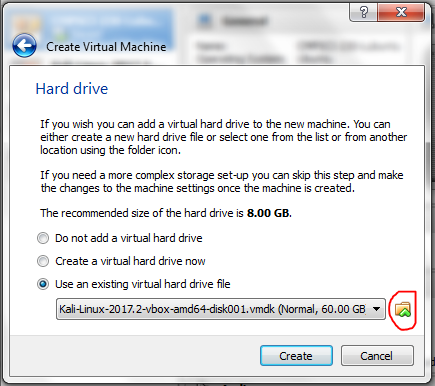 General
Name:
Create Virtual Machine
Hard drive
If you wish you can add a virtual hard drive to the new machine. You can
either create a new hard drive file or select one from the list or from another
location using the folder icon.
If you need a more complex storage set-up you can skip this step and make
the changes to the machine settings once the machine is created.
The recommended size of the hard drive is 8.00 GB.
Do not add a virtual hard drive
Create a virtual hard drive now
Use an existing virtual hard drive file
Kali-Linux-2017.2-vbox-amd64-disk001.vmdk (Normal, 60.00 GB
Create
Cancel